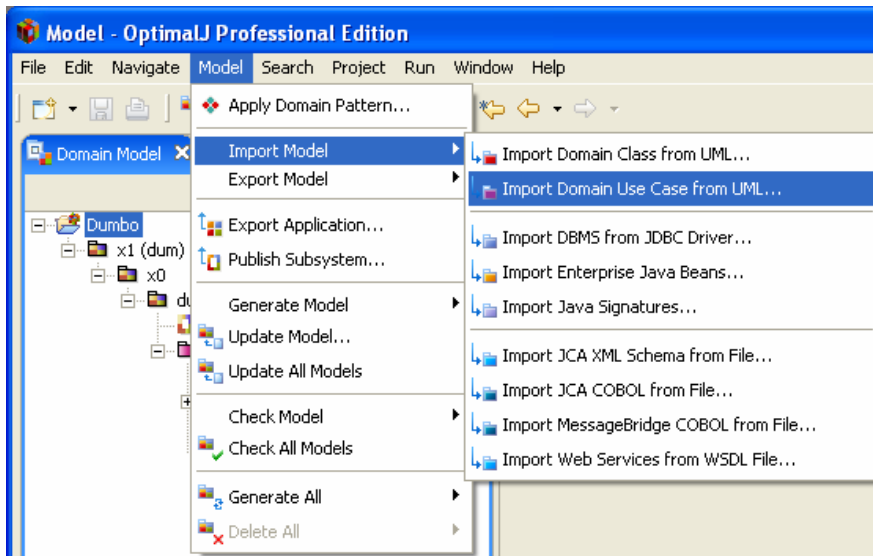 Model - OptimalJ Professional Edition
File Edit Navigate Model Search Project Run Window Help
Apply Domain Pattern...
Domain Model
Import Model
Export Model
Export Application...
Publish Subsystem...
Generate Model
Update Model...
Update All Models
Check Model
Check All Models
Generate All
Delete All
Import Domain Class from UML...
Import Domain Use Case from UML...
Import DBMS from JDBC Driver...
Import Enterprise Java Beans...
Import Java Signatures...
Import JCA XML Schema from File...
Import JCA COBOL from File...
Import MessageBridge COBOL from File...
Import Web Services from WSDL File...
Dumbo
x1 (dum)
x0